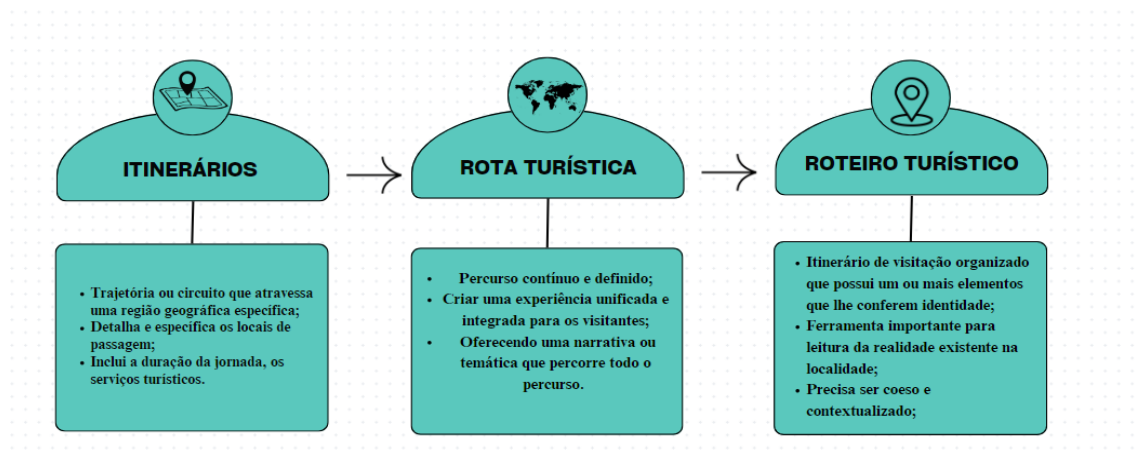 ITINERÁRIOS
• Trajetória ou circuito que atravessa
uma região geográfica específica;
• Detalha e específica os locais de
passagem;
• Inclui a duração da jornada, os
serviços turísticos.
ROTA TURÍSTICA
• Percurso contínuo e definido;
• Criar uma experiência unificada e
integrada para os visitantes;
• Oferecendo uma narrativa ou
temática que percorre todo o
percurso.
ROTEIRO TURÍSTICO
• Itinerário de visitação organizado
que possui um ou mais elementos
que lhe conferem identidade;
• Ferramenta importante para
leitura da realidade existente na
localidade;
• Precisa ser coeso e
contextualizado;